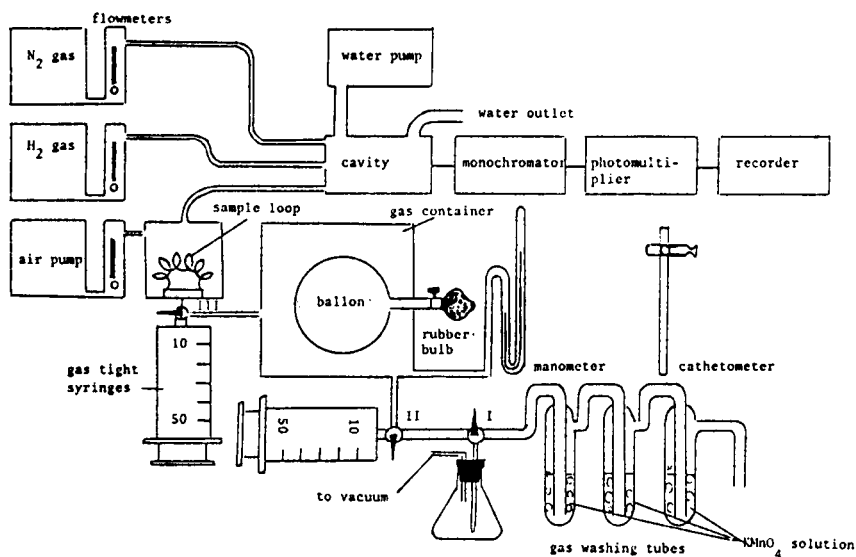 flowmeters
N2 gas
water pump
water outlet
H2 gas
cavity
monochromator
photomulti-
plier
recorder
sample loop
gas container
air pump
ballon
rubber
bulb
gas tight
syringes
10
50
manometer
cathetometer
50
10
II
I
to vacuum
gas washing tubes
KMnO4 solution